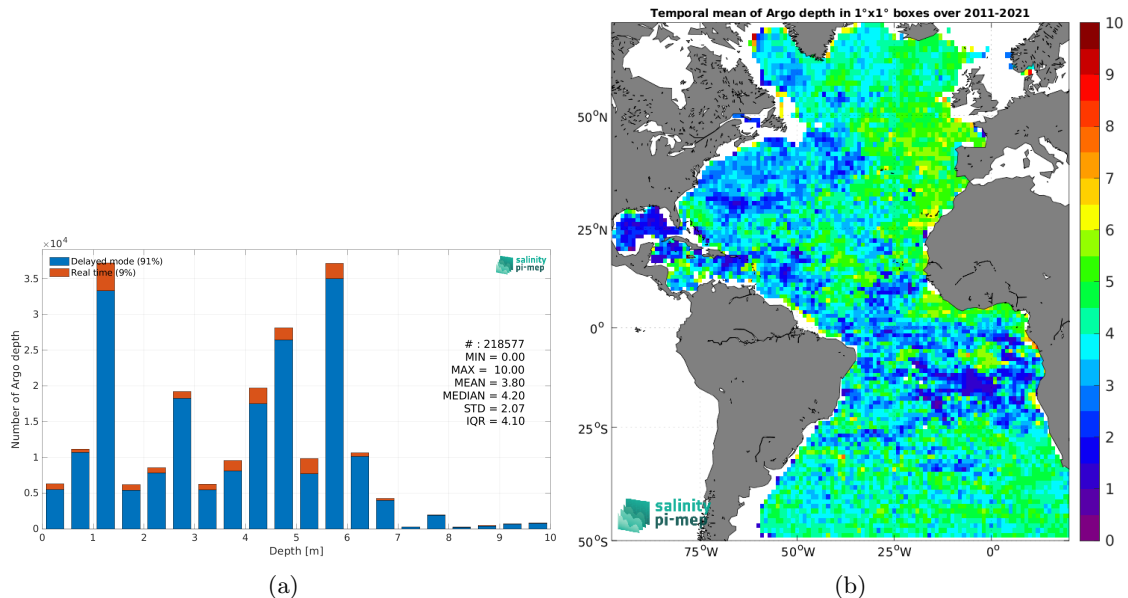 Temporal mean of Argo depth in 1°x1° boxes over 2011-2021
×10⁴
Delayed mode (91%)
Real time (9%)
salinity
pi-mep
3.5
3
2.5
2
1.5
1
0.5
0
Number of Argo depth
# : 218577
MIN = 0.00
MAX = 10.00
MEAN = 3.80
MEDIAN = 4.20
STD = 2.07
IQR = 4.10
0 1 2 3 4 5 6 7 8 9 10
Depth [m]
(a)
50°N
25°N
0°
25°S
50°S
75°W 50°W 25°W 0°
salinity
pi-mep
10
9
8
7
6
5
4
3
2
1
0
(b)